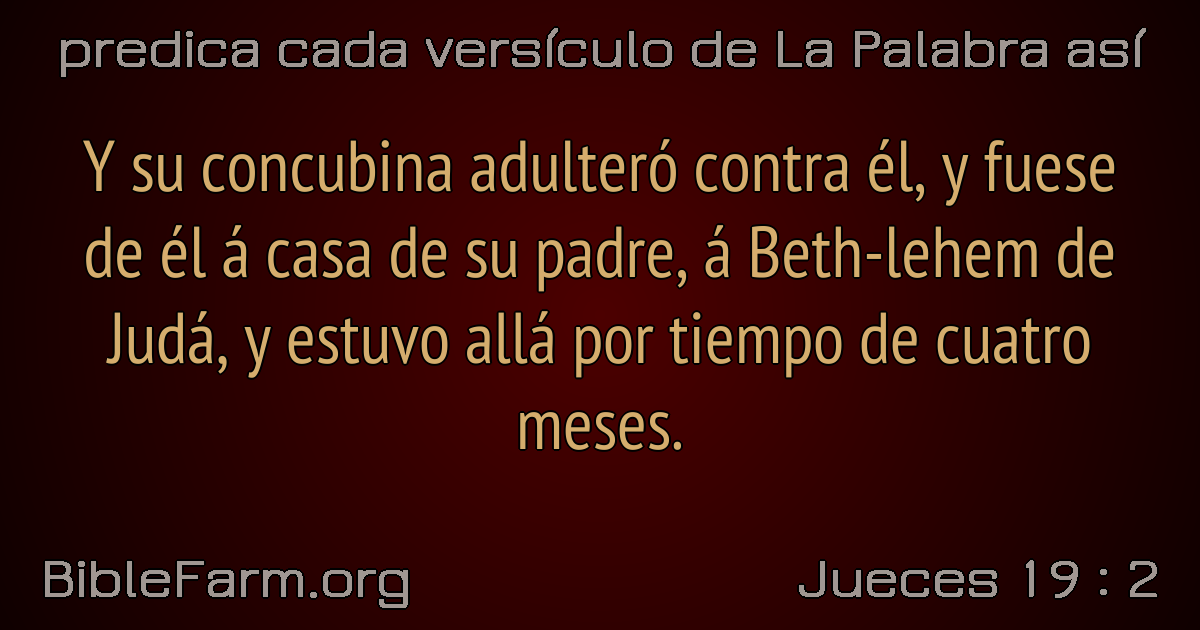 predica cada versículo de La Palabra así
Y su concubina adulteró contra él, y fuese
de él á casa de su padre, á Beth-lehem de
Judá, y estuvo allá por tiempo de cuatro
meses.
BibleFarm.org
Jueces 19 : 2